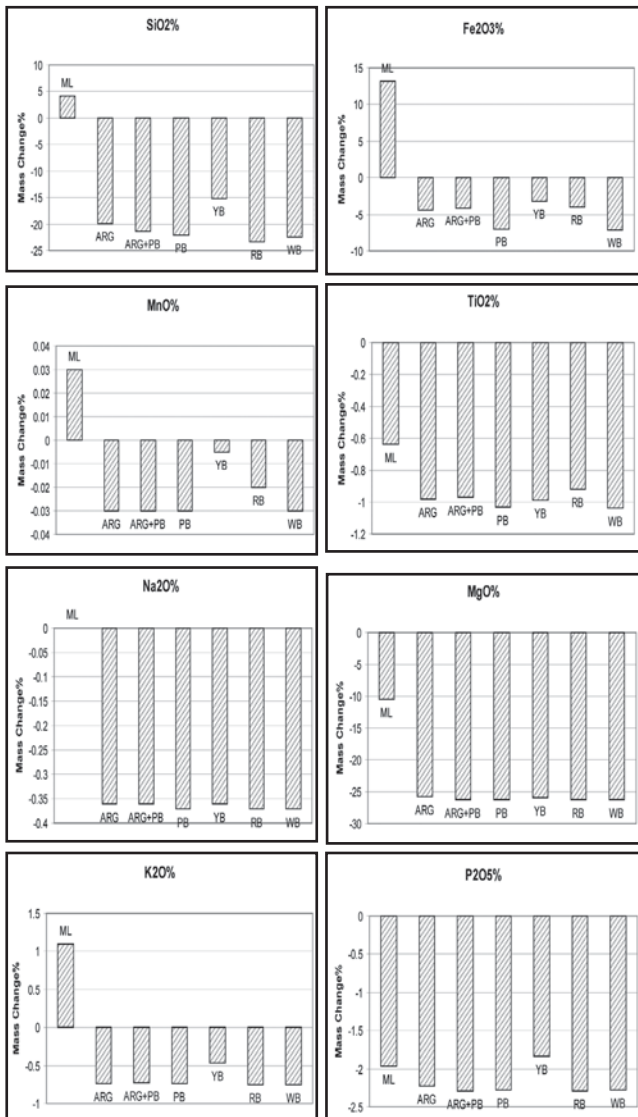 SiO2%
10
5
0
-5
-10
-15
-20
-25
Mass Change%
ML
ARG
ARG+PB
PB
YB
RB
WB
Fe2O3%
15
10
5
0
-5
-10
Mass Change%
ML
ARG
ARG+PB
PB
YB
RB
WB
MnO%
0.04
0.03
0.02
0.01
0
-0.01
-0.02
-0.03
-0.04
Mass Change%
ML
ARG
ARG+PB
PB
YB
RB
WB
TiO2%
0
-0.2
-0.4
-0.6
-0.8
-1
-1.2
Mass Change%
ML
ARG
ARG+PB
PB
YB
RB
WB
Na2O%
0
-0.05
-0.1
-0.15
-0.2
-0.25
-0.3
-0.35
-0.4
Mass Change%
ML
ARG
ARG+PB
PB
YB
RB
WB
MgO%
0
-5
-10
-15
-20
-25
-30
Mass Change%
ML
ARG
ARG+PB
PB
YB
RB
WB
K2O%
1.5
1
0.5
0
-0.5
-1
Mass Change%
ML
ARG
ARG+PB
PB
YB
RB
WB
P2O5%
0
-0.5
-1
-1.5
-2
-2.5
Mass Change%
ML
ARG
ARG+PB
PB
YB
RB
WB